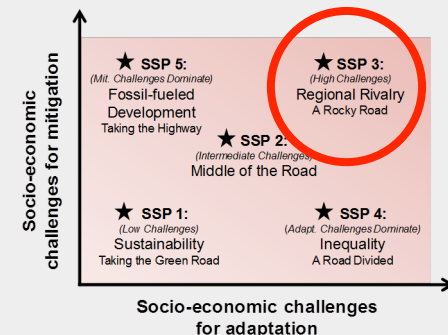 Socio-economic
challenges for mitigation
★ SSP 5:
(Mit. Challenges Dominate)
Fossil-fueled
Development
Taking the Highway
★ SSP 3:
(High Challenges)
Regional Rivalry
A Rocky Road
★ SSP 2:
(Intermediate Challenges)
Middle of the Road
★ SSP 1:
(Low Challenges)
Sustainability
Taking the Green Road
★ SSP 4:
(Adapt. Challenges Dominate)
Inequality
A Road Divided
Socio-economic challenges
for adaptation